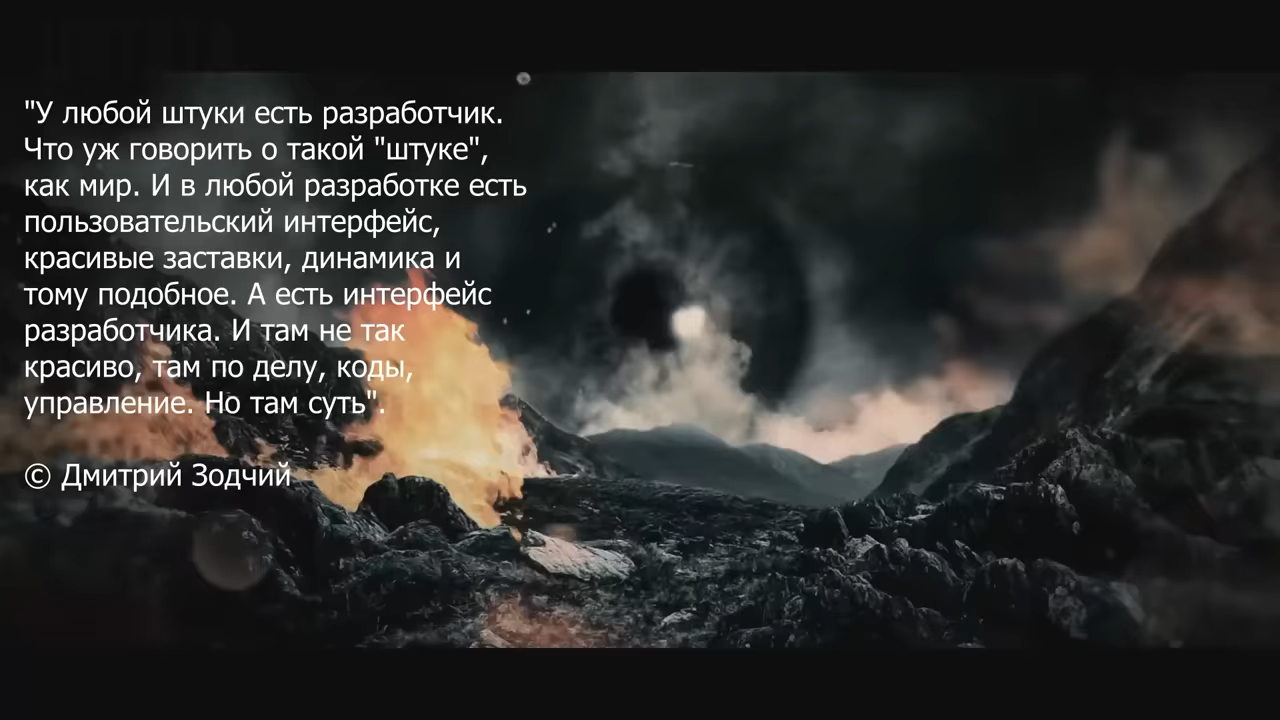 "У любой штуки есть разработчик.
Что уж говорить о такой "штуке",
как мир. И в любой разработке есть
пользовательский интерфейс,
красивые заставки, динамика и
тому подобное. А есть интерфейс
разработчика. И там не так
красиво, там по делу, коды,
управление. Но там суть".
© Дмитрий Зодчий